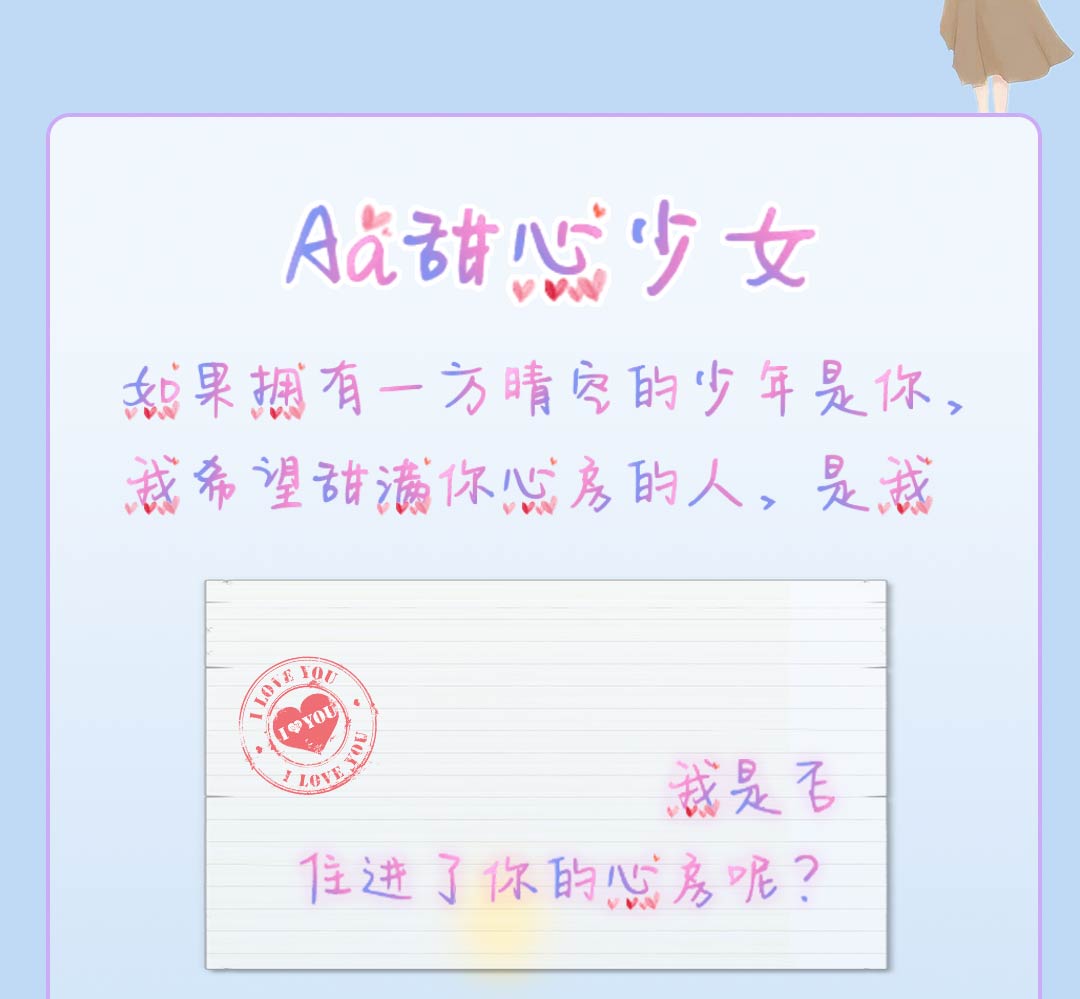 Aa甜心少女
如果拥有一方晴空的少年是你，
我希望甜满你心房的人，是我
I LOVE YOU
I YOU
I LOVE YOU
我是否
住进了你的心房呢？